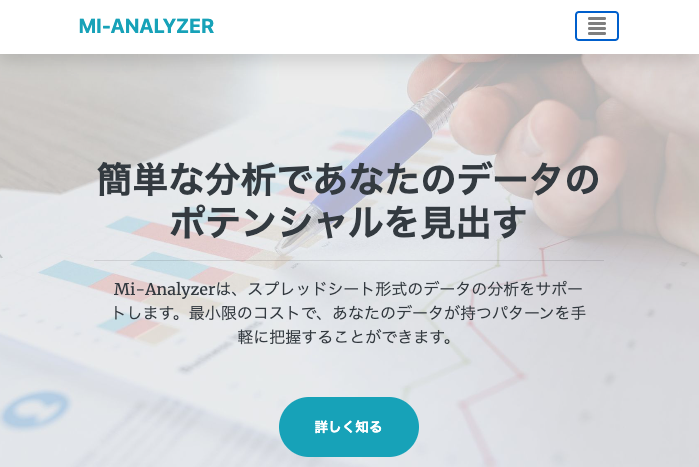 MI-ANALYZER
簡単な分析であなたのデータの
ポテンシャルを見出す
Mi-Analyzerは、スプレッドシート形式のデータの分析をサポー
トします。最小限のコストで、あなたのデータが持つパターンを手
軽に把握することができます。
詳しく知る